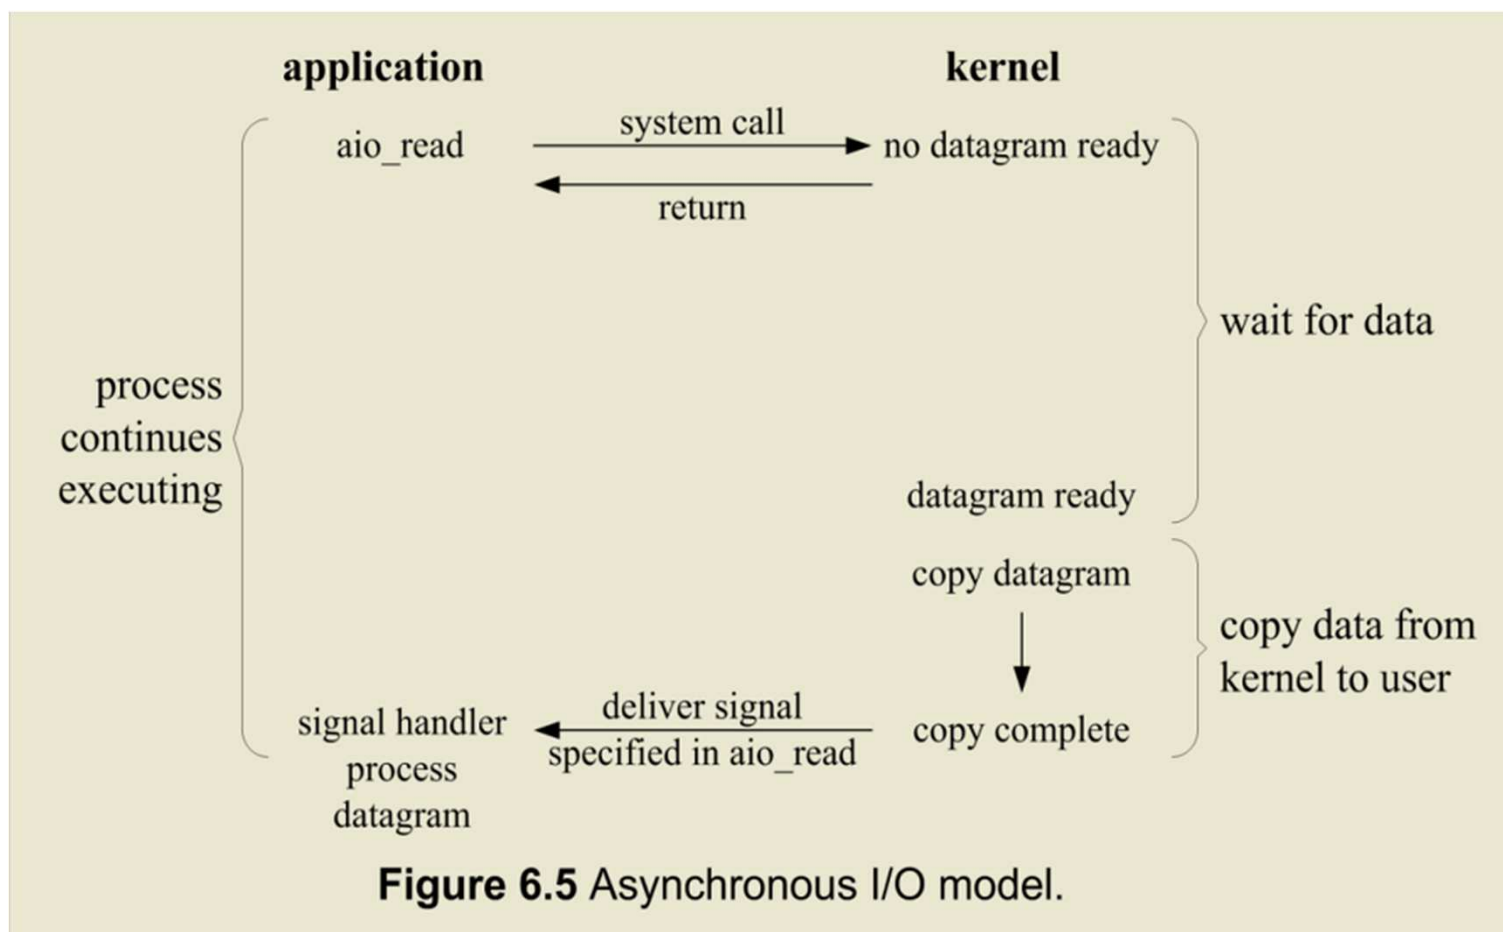 application
kernel
aio_read
system call
no datagram ready
return
wait for data
process
continues
executing
datagram ready
copy datagram
copy data from
kernel to user
signal handler
process
datagram
deliver signal
specified in aio_read
copy complete
Figure 6.5 Asynchronous I/O model.